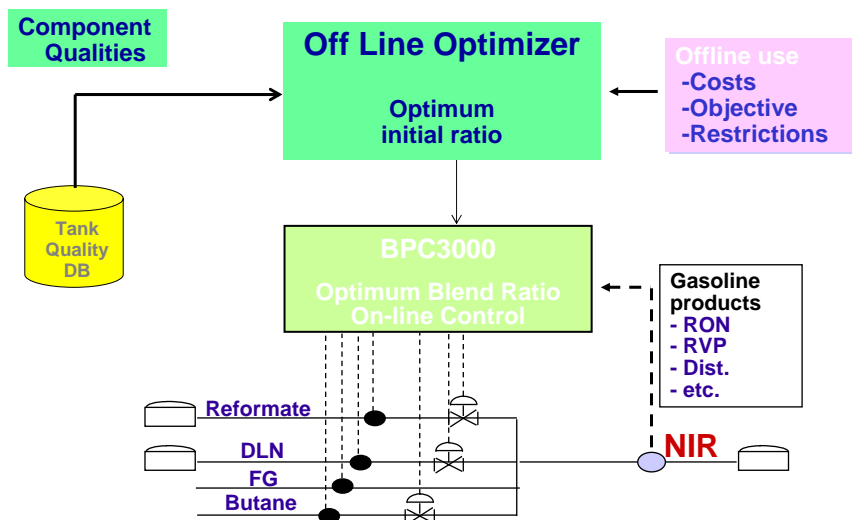 Component
Qualities
Off Line Optimizer
Optimum
initial ratio
Offline use
-Costs
-Objective
-Restrictions
Tank
Quality
DB
BPC3000
Optimum Blend Ratio
On-line Control
Gasoline
products
- RON
- RVP
- Dist.
- etc.
Reformate
DLN
FG
Butane
NIR